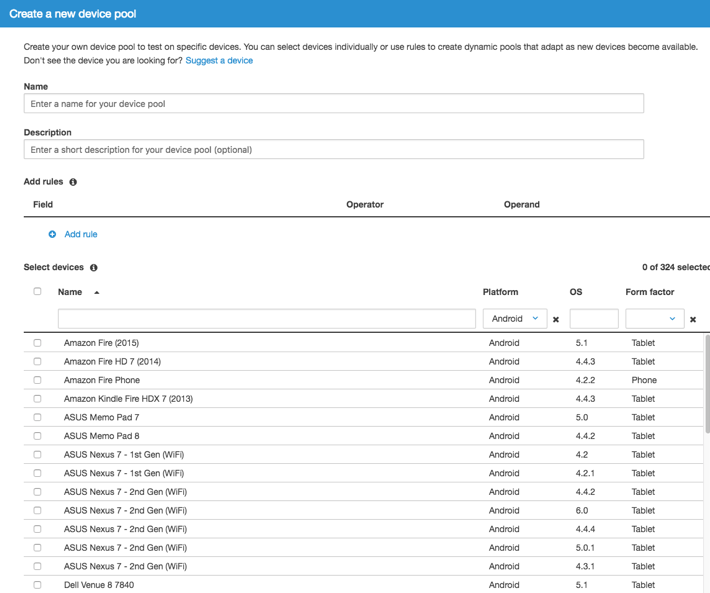 Create a new device pool
Create your own device pool to test on specific devices. You can select devices individually or use rules to create dynamic pools that adapt as new devices become available.
Don't see the device you are looking for? Suggest a device
Name
Enter a name for your device pool
Description
Enter a short description for your device pool (optional)
Add rules
Field Operator Operand
Add rule
Select devices 0 of 324 selected
Name Platform OS Form factor
Android
Amazon Fire (2015) Android 5.1 Tablet
Amazon Fire HD 7 (2014) Android 4.4.3 Tablet
Amazon Fire Phone Android 4.2.2 Phone
Amazon Kindle Fire HDX 7 (2013) Android 4.4.3 Tablet
ASUS Memo Pad 7 Android 5.0 Tablet
ASUS Memo Pad 8 Android 4.4.2 Tablet
ASUS Nexus 7 - 1st Gen (WiFi) Android 4.2 Tablet
ASUS Nexus 7 - 1st Gen (WiFi) Android 4.2.1 Tablet
ASUS Nexus 7 - 2nd Gen (WiFi) Android 4.4.2 Tablet
ASUS Nexus 7 - 2nd Gen (WiFi) Android 6.0 Tablet
ASUS Nexus 7 - 2nd Gen (WiFi) Android 4.4.4 Tablet
ASUS Nexus 7 - 2nd Gen (WiFi) Android 5.0.1 Tablet
ASUS Nexus 7 - 2nd Gen (WiFi) Android 4.3.1 Tablet
Dell Venue 8 7840 Android 5.1 Tablet